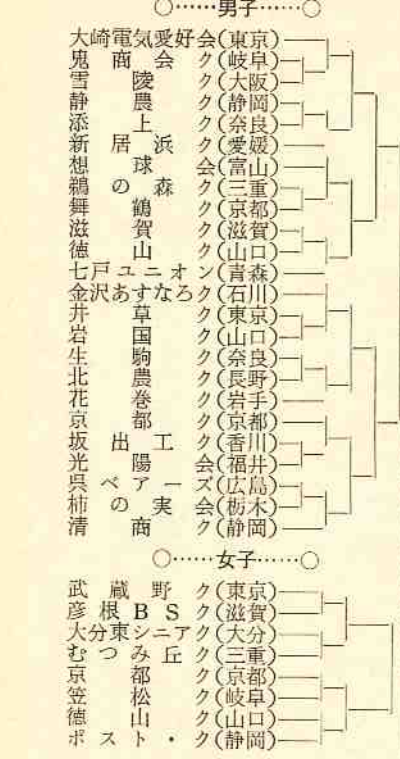 ○……男子……○
大崎電気愛好会(東京)
鬼商会ク(岐阜)
雪陵ク(大阪)
静農ク(静岡)
添上ク(奈良)
新居浜ク(愛媛)
想球会(富山)
鵜の森ク(三重)
舞鶴ク(京都)
滋賀ク(滋賀)
徳山ク(山口)
七戸ユニオン(青森)
金沢あすなろク(石川)
井草ク(東京)
岩国ク(山口)
生駒ク(奈良)
北農ク(長野)
花巻ク(岩手)
京都ク(京都)
坂出工ク(香川)
光陽会(福井)
呉ベアーズ(広島)
柿の実会(栃木)
清商ク(静岡)
○……女子……○
武蔵野ク(東京)
彦根BSク(滋賀)
大分東シニアク(大分)
むつみ丘ク(三重)
京都ク(京都)
笠松ク(岐阜)
徳山ク(山口)
ポスト・ク(静岡)